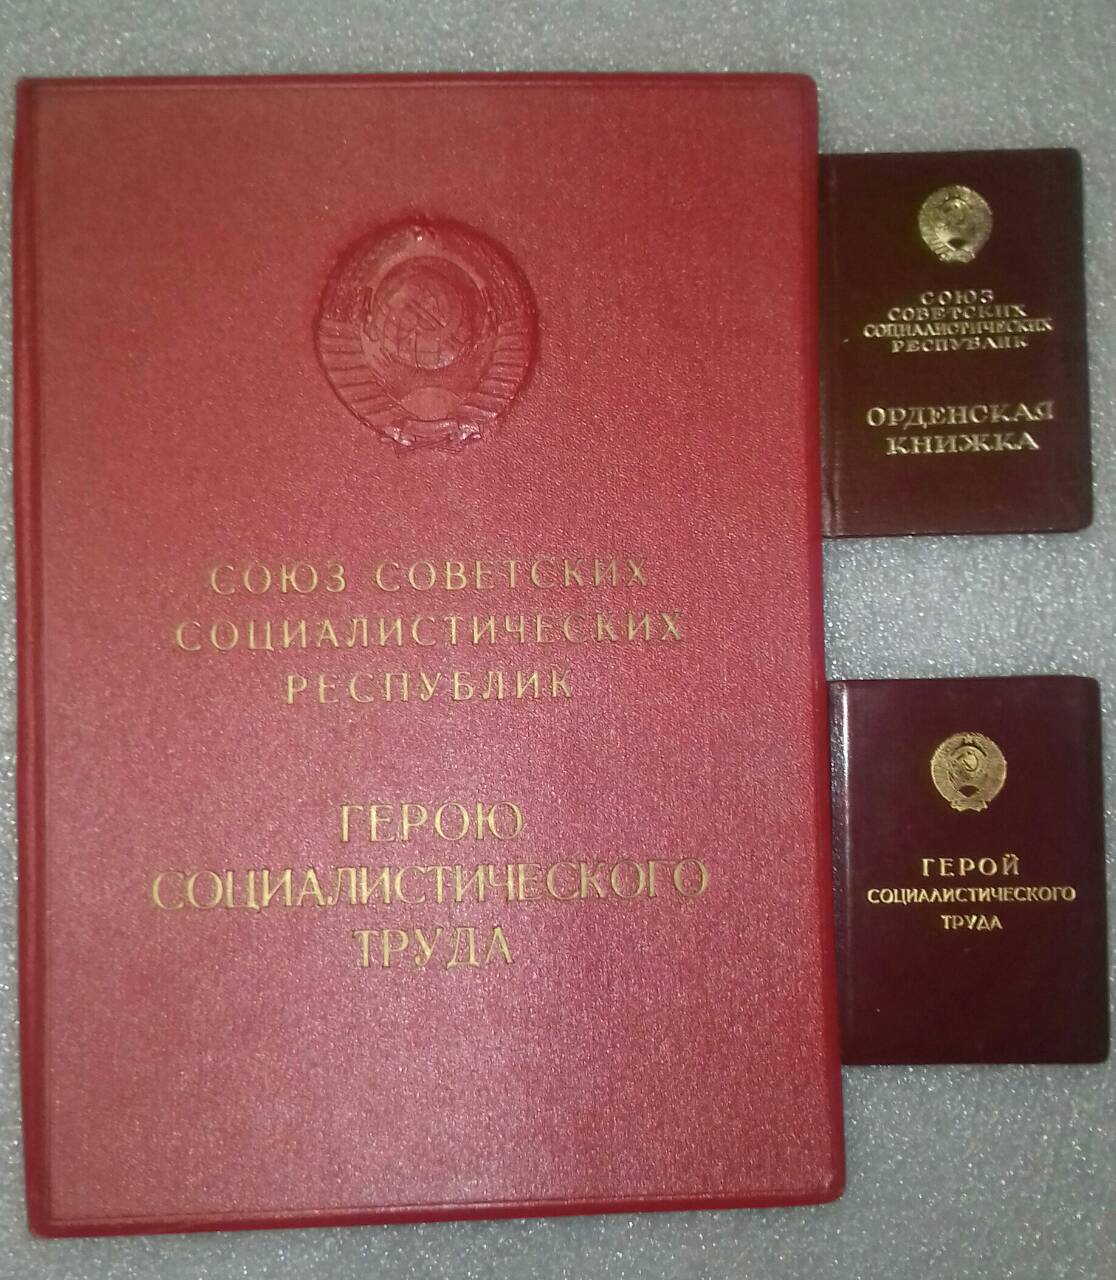 СОЮЗ СОВЕТСКИХ
СОЦИАЛИСТИЧЕСКИХ
РЕСПУБЛИК
ГЕРОЮ
СОЦИАЛИСТИЧЕСКОГО
ТРУДА
СОЮЗ
СОВЕТСКИХ
СОЦИАЛИСТИЧЕСКИХ
РЕСПУБЛИК
ОРДЕНСКАЯ
КНИЖКА
ГЕРОЙ
СОЦИАЛИСТИЧЕСКОГО
ТРУДА